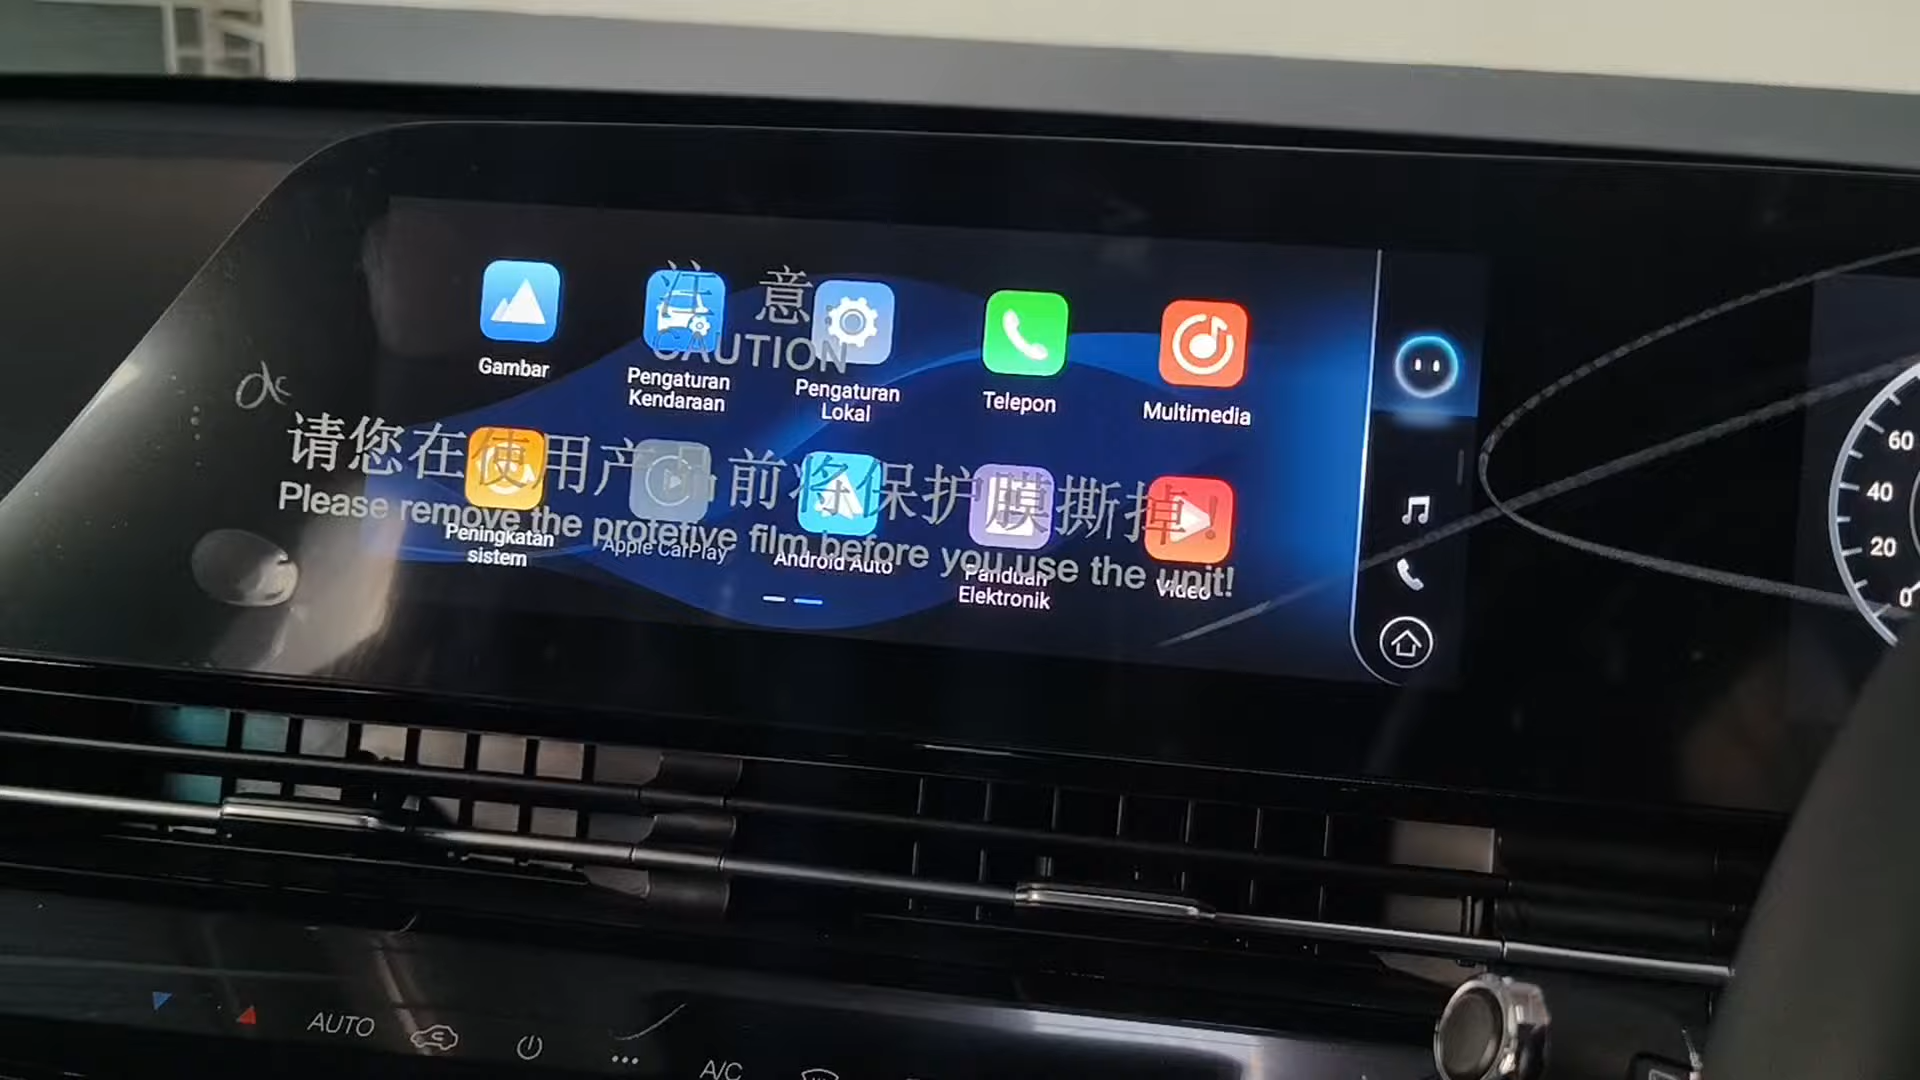 注 意
CAUTION
请您在使用产品前将保护膜撕掉!
Please remove the protetive film before you use the unit!
Gambar
Pengaturan
Kendaraan
Pengaturan
Lokal
Telepon
Multimedia
Peningkatan
sistem
Apple CarPlay
Android Auto
Panduan
Elektronik
Video
60
40
20
0
AUTO
A/C